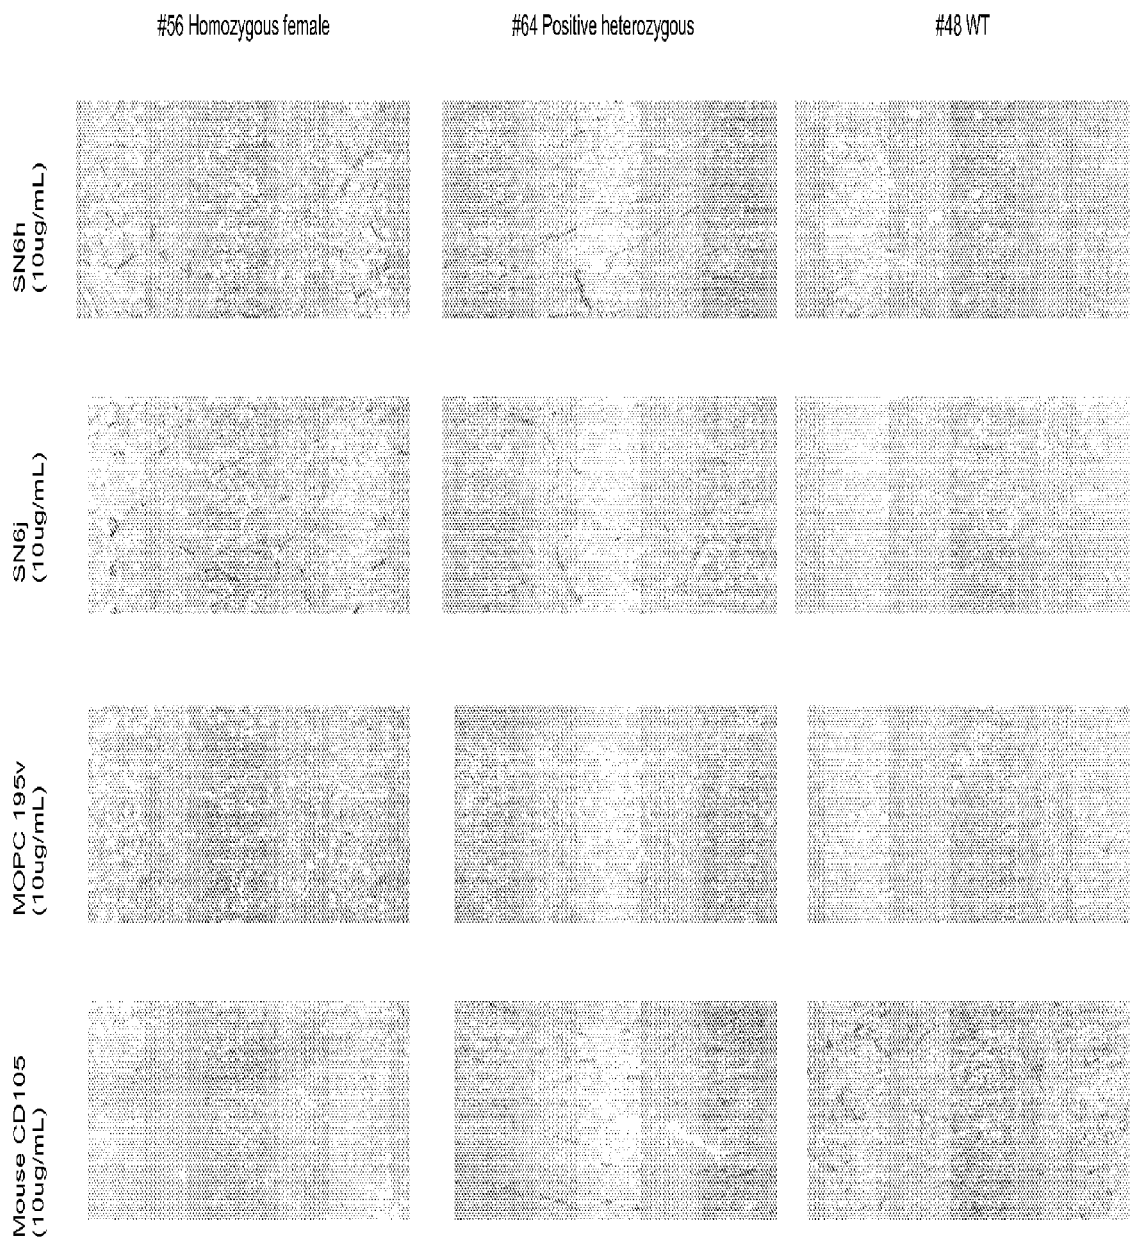 #56 Homozygous female
#64 Positive heterozygous
#48 WT
SN6h
(10ug/mL)
SN6j
(10ug/mL)
MOPC 195v
(10ug/mL)
Mouse CD105
(10ug/mL)